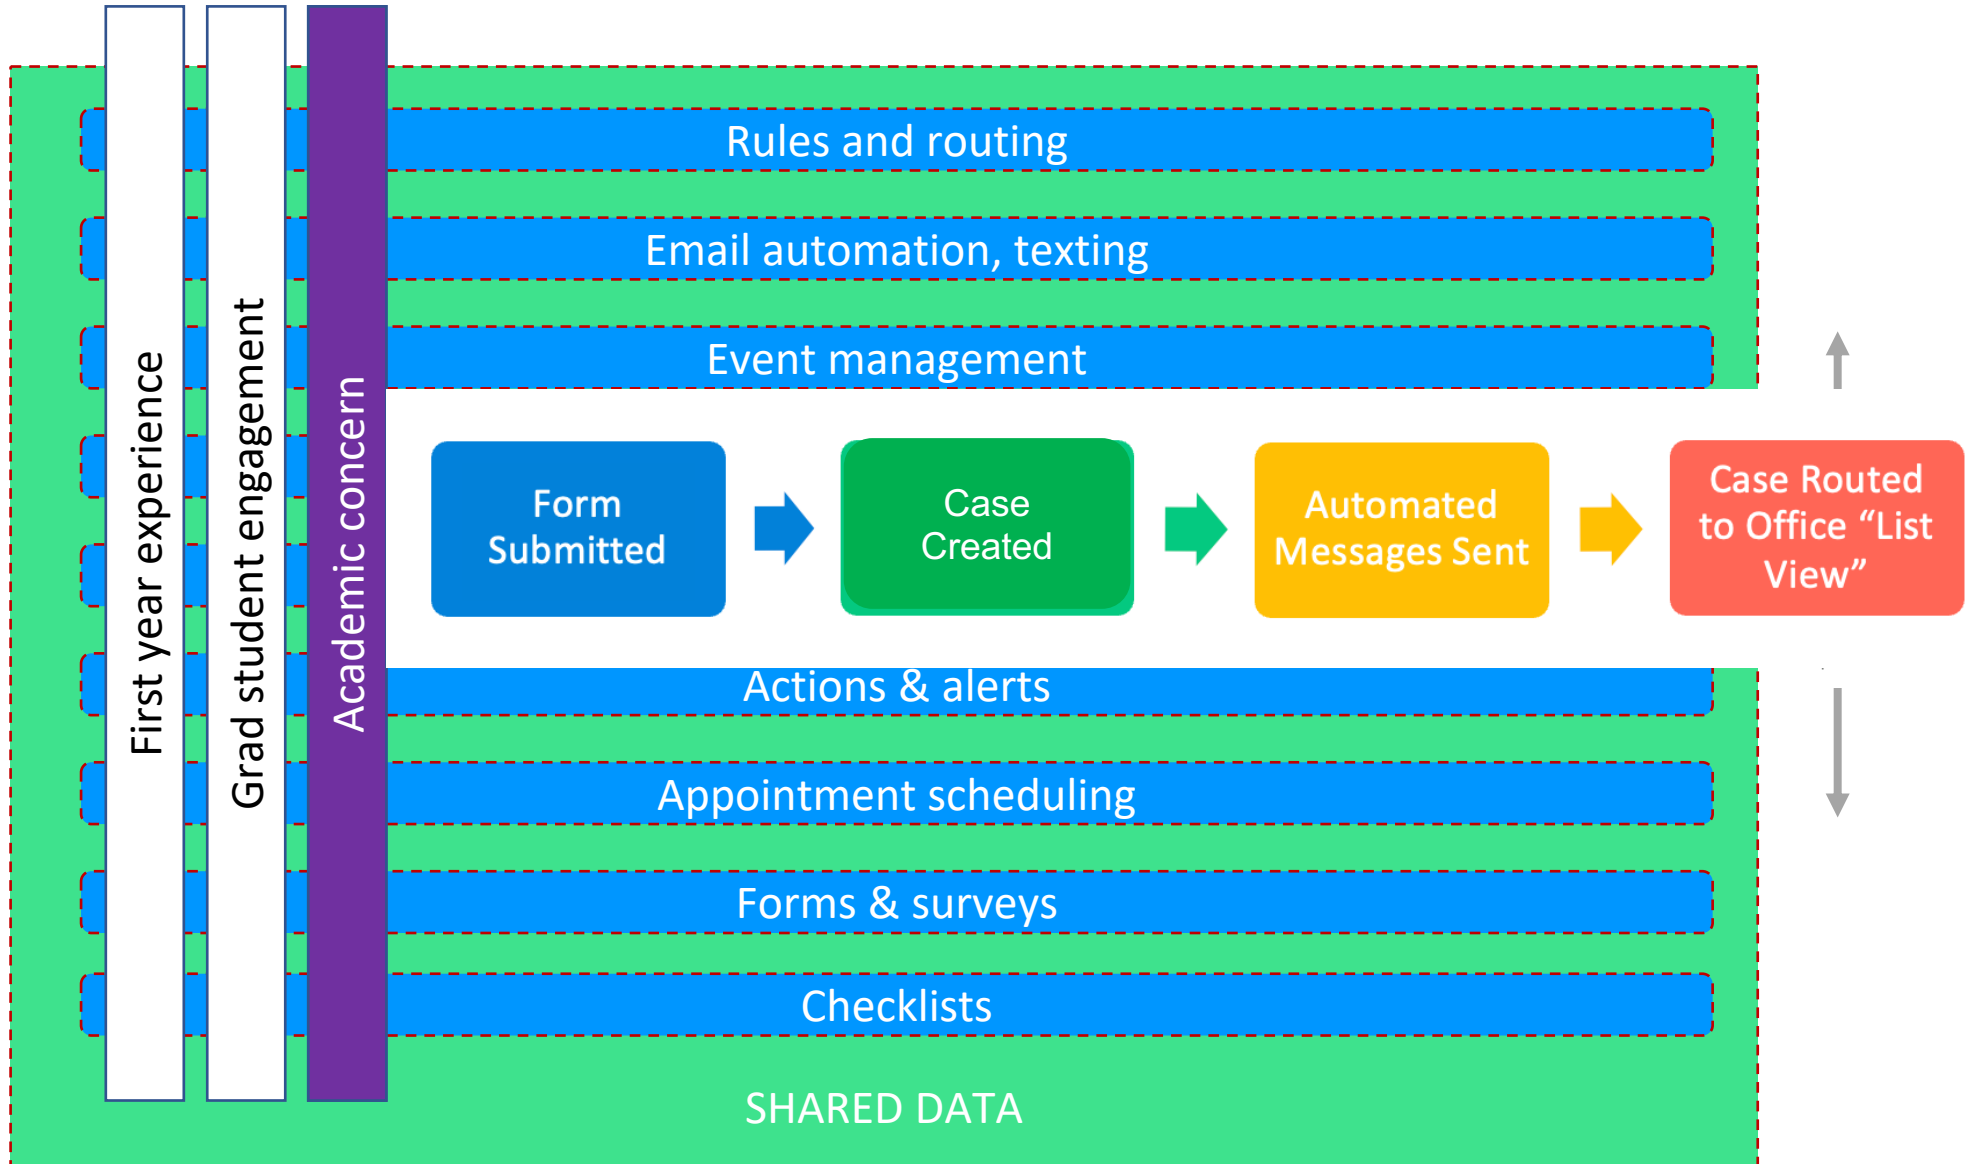 First year experience
Grad student engagement
Academic concern
Rules and routing
Email automation, texting
Event management
Form
Submitted
Case
Created
Automated
Messages Sent
Case Routed
to Office “List
View”
Actions & alerts
Appointment scheduling
Forms & surveys
Checklists
SHARED DATA